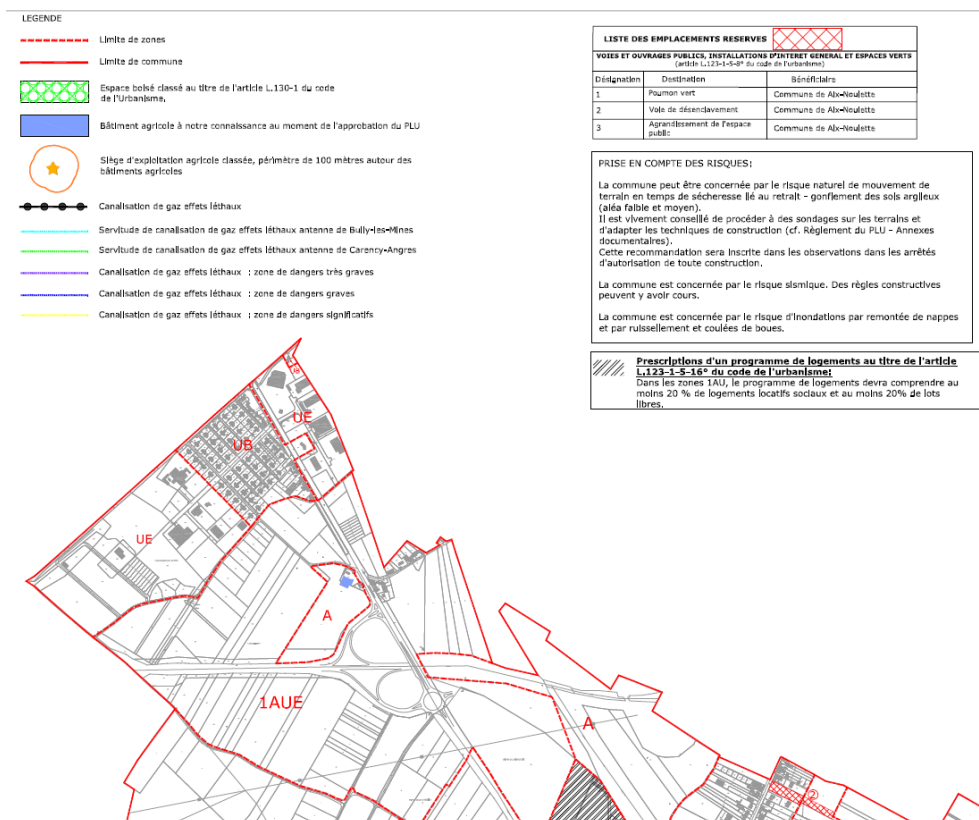 LEGENDE
Limite de zones
Limite de commune
Espace boisé classé au titre de l'article L.130-1 du code
de l'Urbanisme.
Bâtiment agricole à notre connaissance au moment de l'approbation du PLU
Siège d'exploitation agricole classée, périmètre de 100 mètres autour des
bâtiments agricoles
Canalisation de gaz effets léthaux
Servitude de canalisation de gaz effets léthaux antenne de Bully-les-Mines
Servitude de canalisation de gaz effets léthaux antenne de Carency-Angres
Canalisation de gaz effets léthaux : zone de dangers très graves
Canalisation de gaz effets léthaux : zone de dangers graves
Canalisation de gaz effets léthaux : zone de dangers significatifs
LISTE DES EMPLACEMENTS RESERVES
VOIES ET OUVRAGES PUBLICS, INSTALLATIONS D'INTERET GENERAL ET ESPACES VERTS
(article L.123-1-5-8° du code de l'urbanisme)
Désignation Destination Bénéficiaire
1 Poumon vert Commune de Aix-Noulette
2 Voie de désenclavement Commune de Aix-Noulette
3 Agrandissement de l'espace
public Commune de Aix-Noulette
PRISE EN COMPTE DES RISQUES:
La commune peut être concernée par le risque naturel de mouvement de
terrain en temps de sécheresse lié au retrait - gonflement des sols argileux
(aléa faible et moyen).
Il est vivement conseillé de procéder à des sondages sur les terrains et
d'adapter les techniques de construction (cf. Règlement du PLU - Annexes
documentaires).
Cette recommandation sera inscrite dans les observations dans les arrêtés
d'autorisation de toute construction.
La commune est concernée par le risque sismique. Des règles constructives
peuvent y avoir cours.
La commune est concernée par le risque d'inondations par remontée de nappes
et par ruissellement et coulées de boues.
Prescriptions d'un programme de logements au titre de l'article
L.123-1-5-16° du code de l'urbanisme:
Dans les zones 1AU, le programme de logements devra comprendre au
moins 20 % de logements locatifs sociaux et au moins 20% de lots
libres.
UE
UB
UE
A
1AUE
A
2